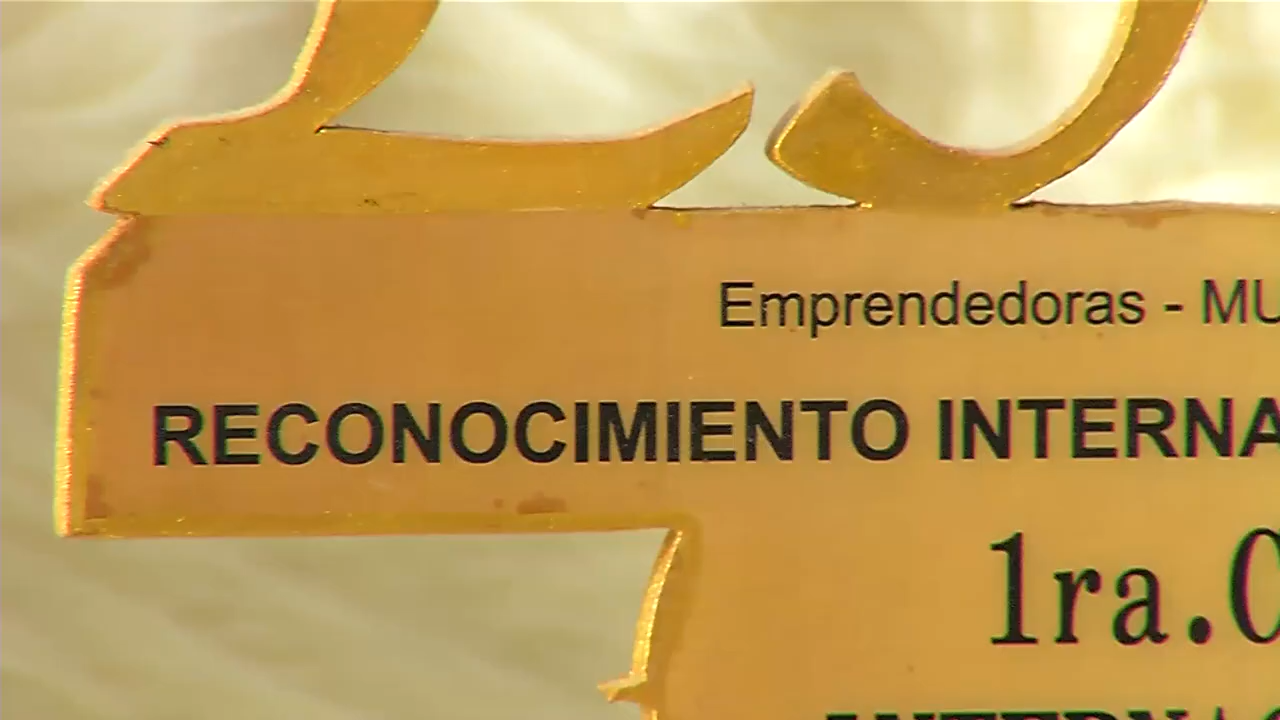 Emprendedoras - MU
RECONOCIMIENTO INTERNA
1ra.